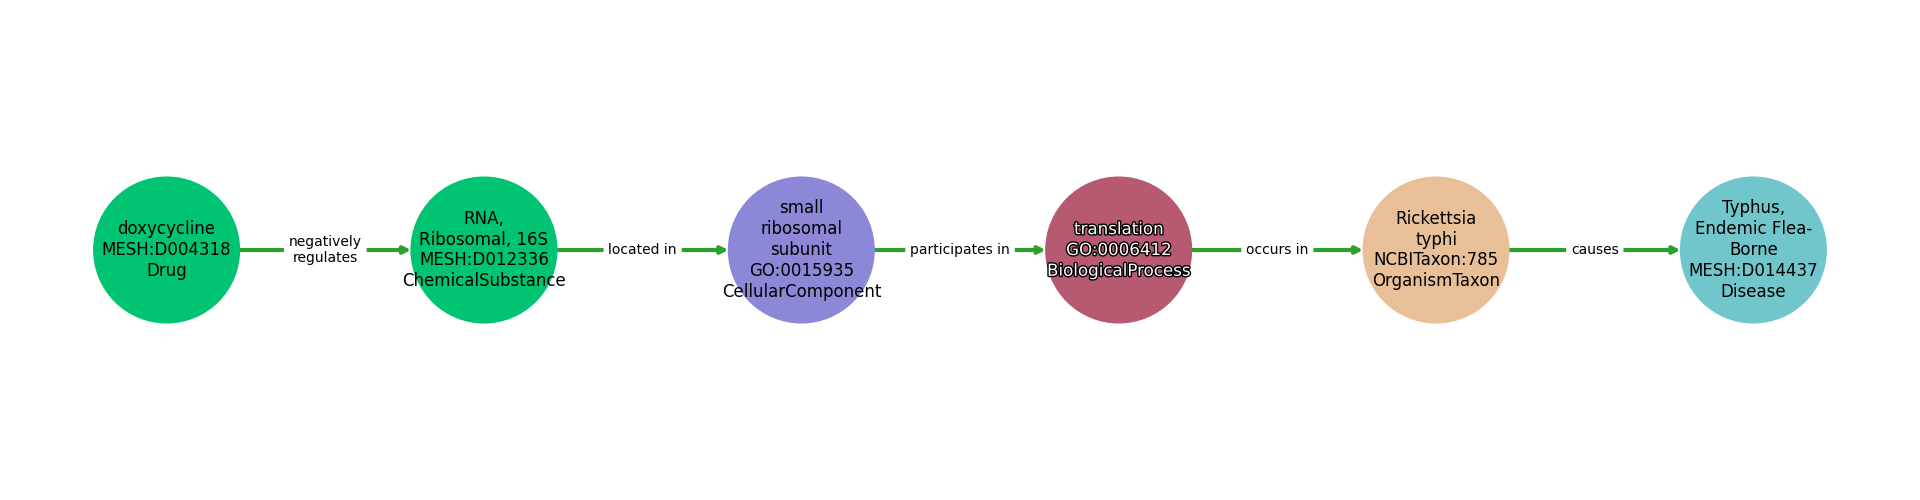 doxycycline
MESH:D004318
Drug
negatively
regulates
RNA,
Ribosomal, 16S
MESH:D012336
ChemicalSubstance
located in
small
ribosomal
subunit
GO:0015935
CellularComponent
participates in
translation
GO:0006412
BiologicalProcess
occurs in
Rickettsia
typhi
NCBITaxon:785
OrganismTaxon
causes
Typhus,
Endemic Flea-
Borne
MESH:D014437
Disease